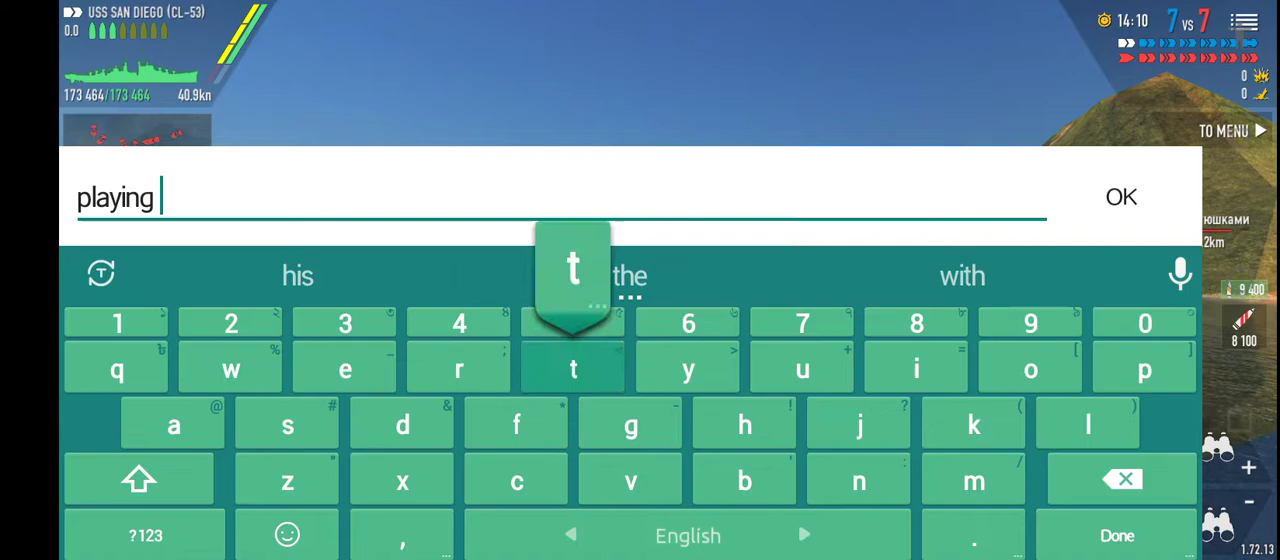 USS SAN DIEGO (CL-53)
0.0
173 464/173 464 40.9kn
14:10 7 VS 7
0
0
TO MENU
playing
OK
юшками
2km
his the with
t
1 2 3 4 6 7 8 9 0
q w e r t y u i o p
a s d f g h j k l
z x c v b n m
?123 , English . Done
@ # & * - ! ? ( )
% _ ; > + = [ ]
" ' : /
9 400
8 100
+
-
1.72.13